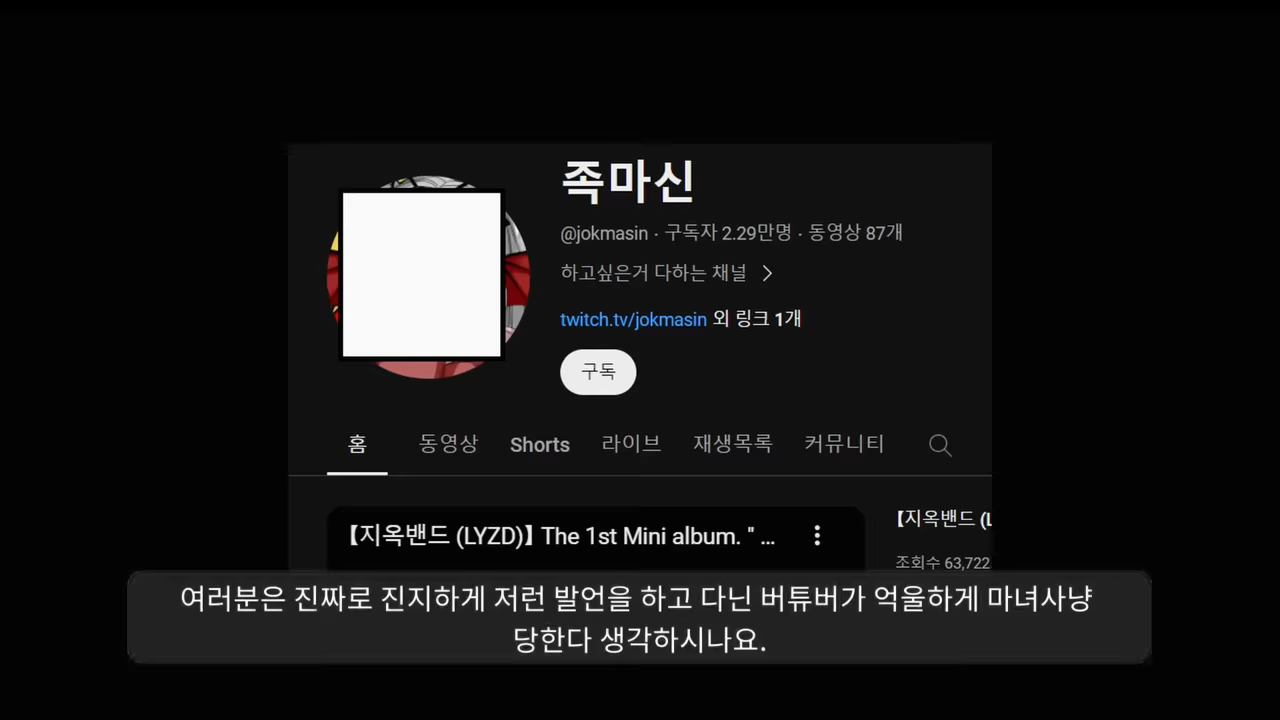 족마신
@jokmasin · 구독자 2.29만명 · 동영상 87개
하고싶은거 다하는 채널
twitch.tv/jokmasin 외 링크 1개
구독
홈 동영상 Shorts 라이브 재생목록 커뮤니티
【지옥밴드 (LYZD)】 The 1st Mini album. " ...
【지옥밴드 (L
조회수 63,722
여러분은 진짜로 진지하게 저런 발언을 하고 다닌 버튜버가 억울하게 마녀사냥
당한다 생각하시나요.